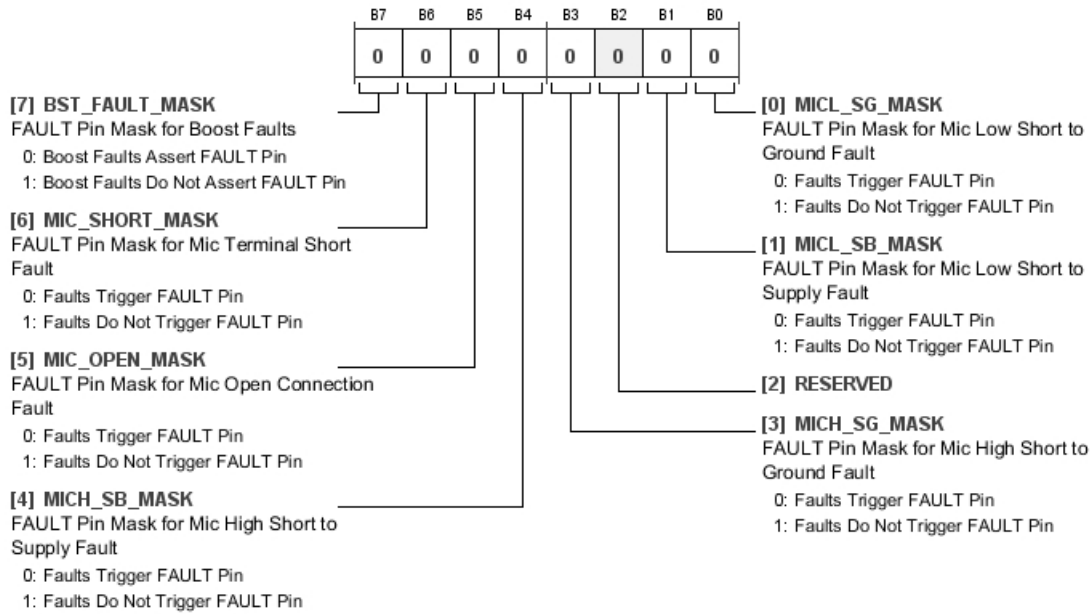 B7 B6 B5 B4 B3 B2 B1 B0
0 0 0 0 0 0 0 0
[7] BST_FAULT_MASK
FAULT Pin Mask for Boost Faults
0: Boost Faults Assert FAULT Pin
1: Boost Faults Do Not Assert FAULT Pin
[6] MIC_SHORT_MASK
FAULT Pin Mask for Mic Terminal Short
Fault
0: Faults Trigger FAULT Pin
1: Faults Do Not Trigger FAULT Pin
[5] MIC_OPEN_MASK
FAULT Pin Mask for Mic Open Connection
Fault
0: Faults Trigger FAULT Pin
1: Faults Do Not Trigger FAULT Pin
[4] MICH_SB_MASK
FAULT Pin Mask for Mic High Short to
Supply Fault
0: Faults Trigger FAULT Pin
1: Faults Do Not Trigger FAULT Pin
[0] MICL_SG_MASK
FAULT Pin Mask for Mic Low Short to
Ground Fault
0: Faults Trigger FAULT Pin
1: Faults Do Not Trigger FAULT Pin
[1] MICL_SB_MASK
FAULT Pin Mask for Mic Low Short to
Supply Fault
0: Faults Trigger FAULT Pin
1: Faults Do Not Trigger FAULT Pin
[2] RESERVED
[3] MICH_SG_MASK
FAULT Pin Mask for Mic High Short to
Ground Fault
0: Faults Trigger FAULT Pin
1: Faults Do Not Trigger FAULT Pin